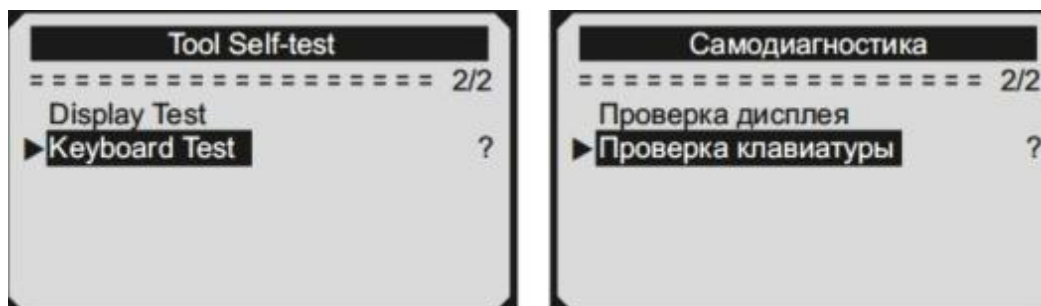 Tool Self-test
= = = = = = = = = = = = = = = = = = 2/2
Display Test
▶Keyboard Test ?
Самодиагностика
= = = = = = = = = = = = = = = = = = 2/2
Проверка дисплея
▶Проверка клавиатуры ?